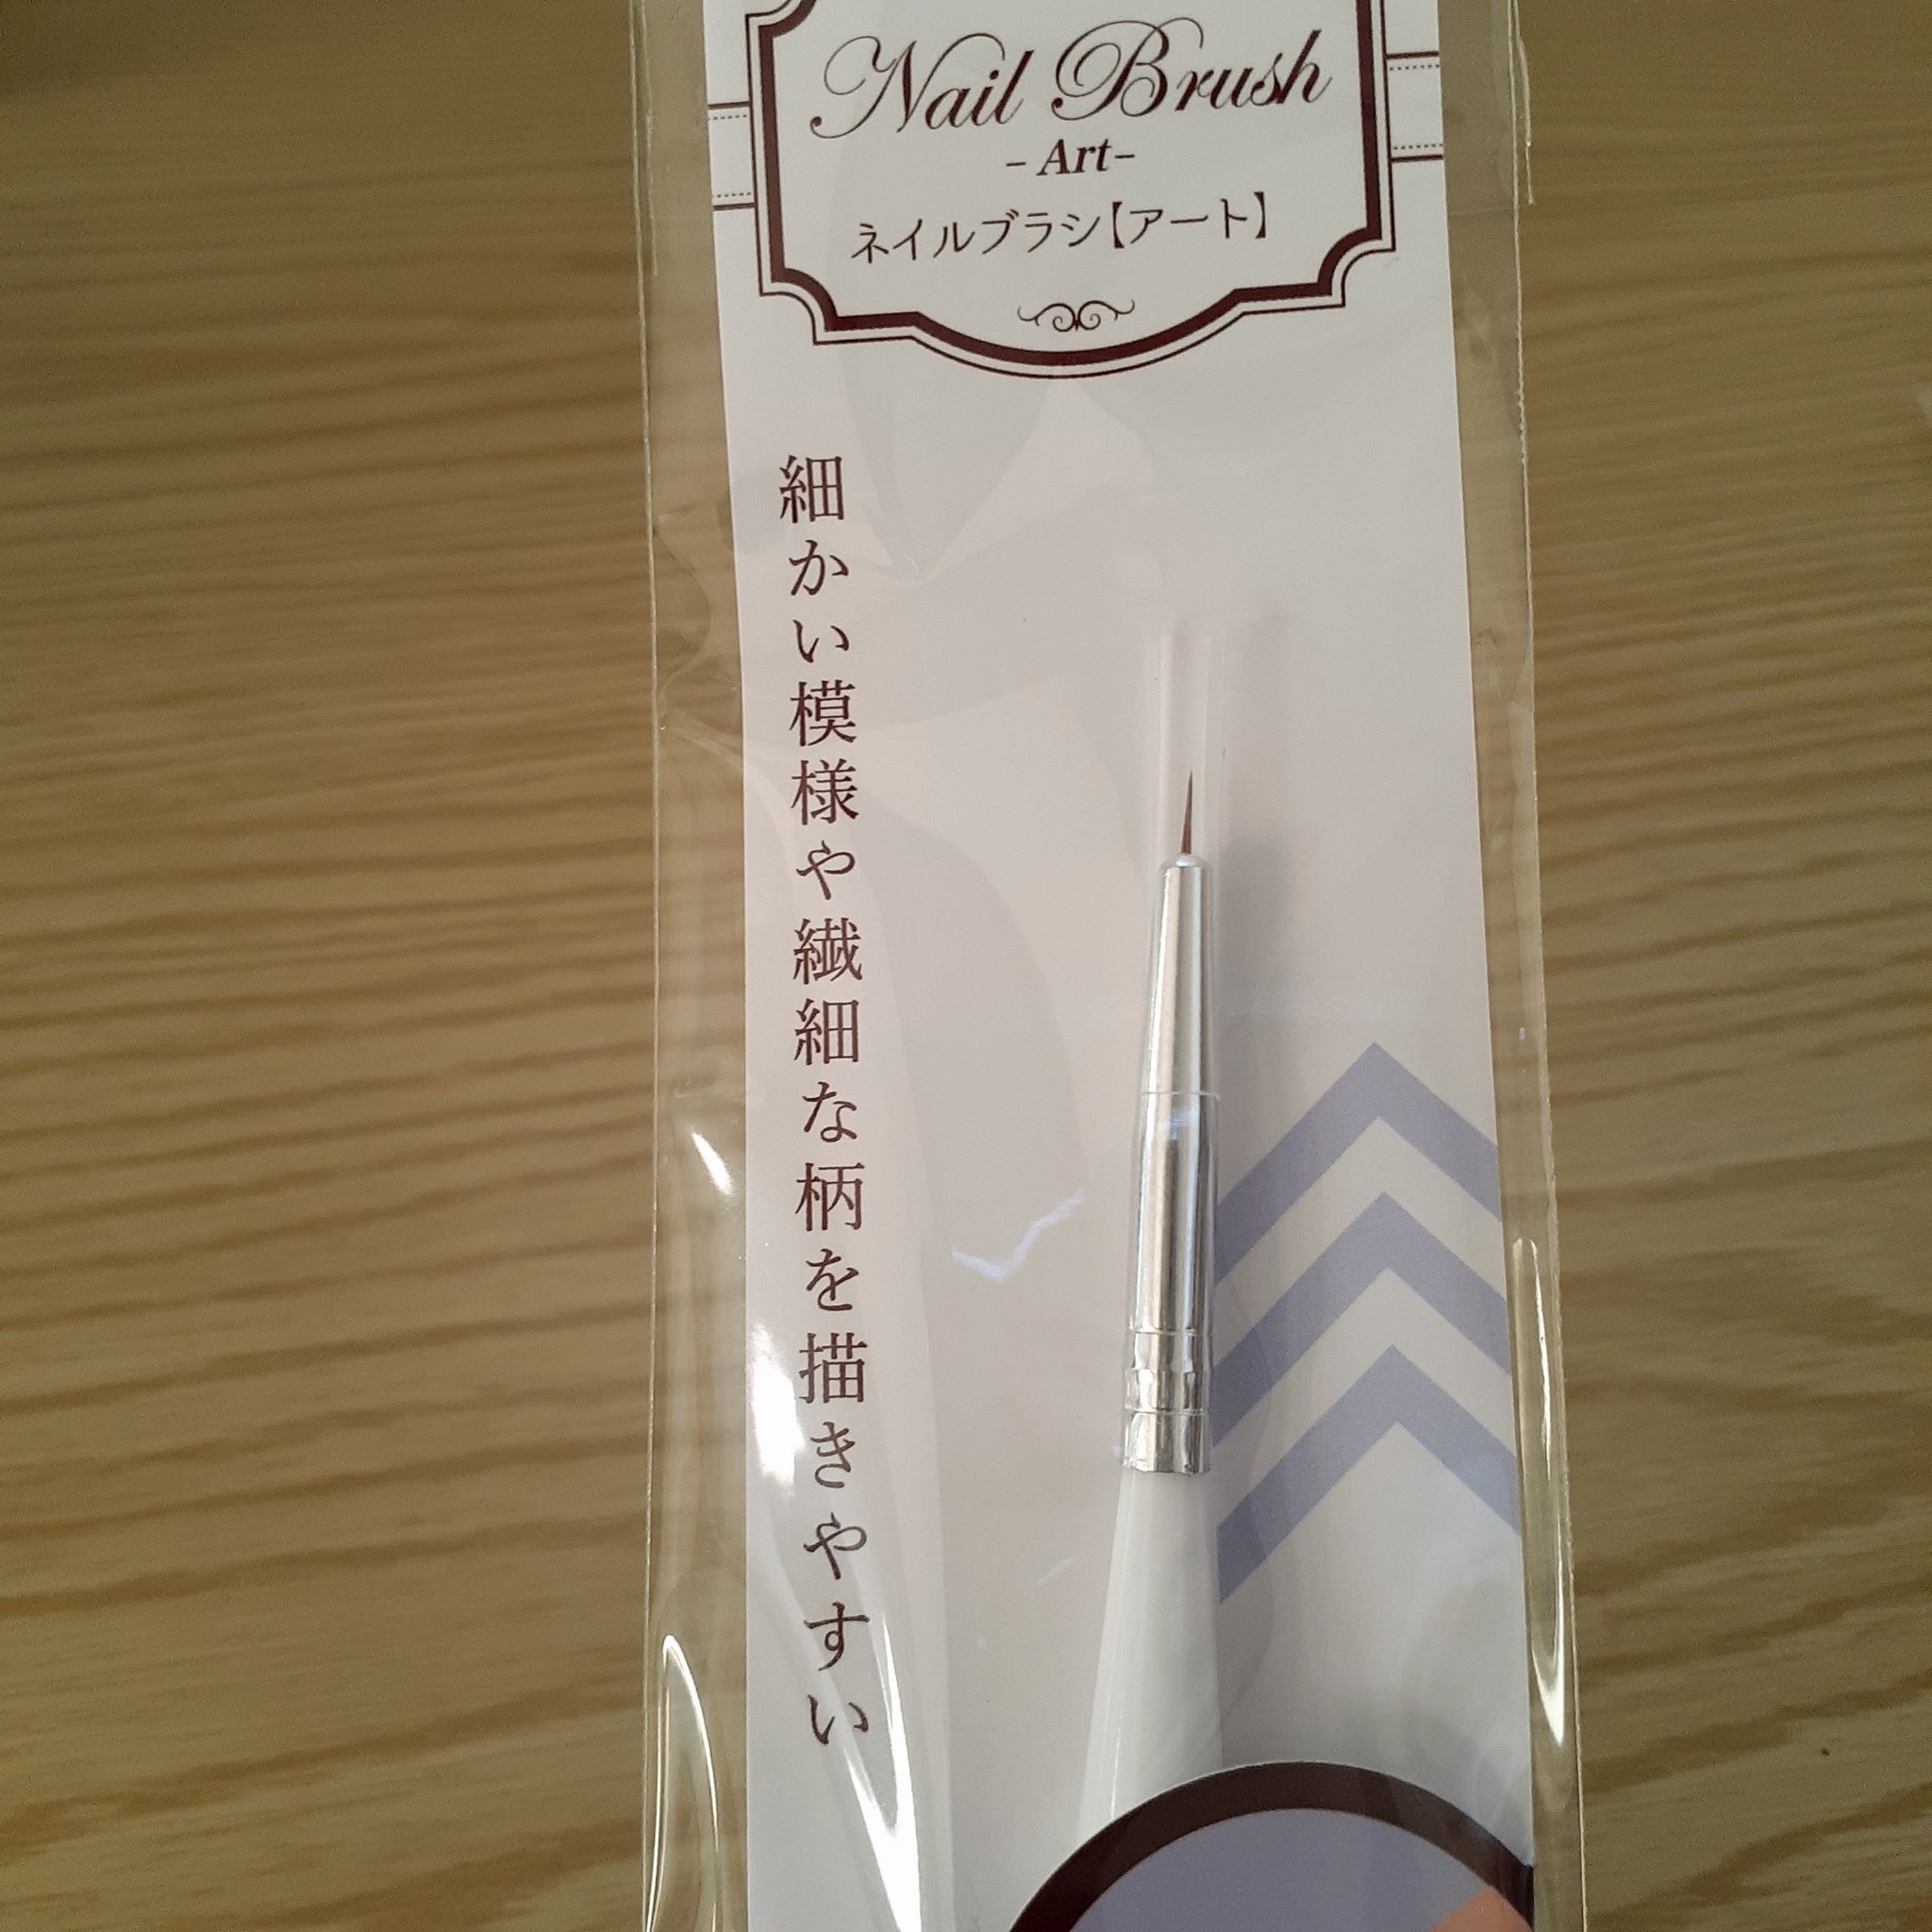 Nail Brush
- Art-
ネイルブラシ【アート】
細かい模様や繊細な柄を描きやすい